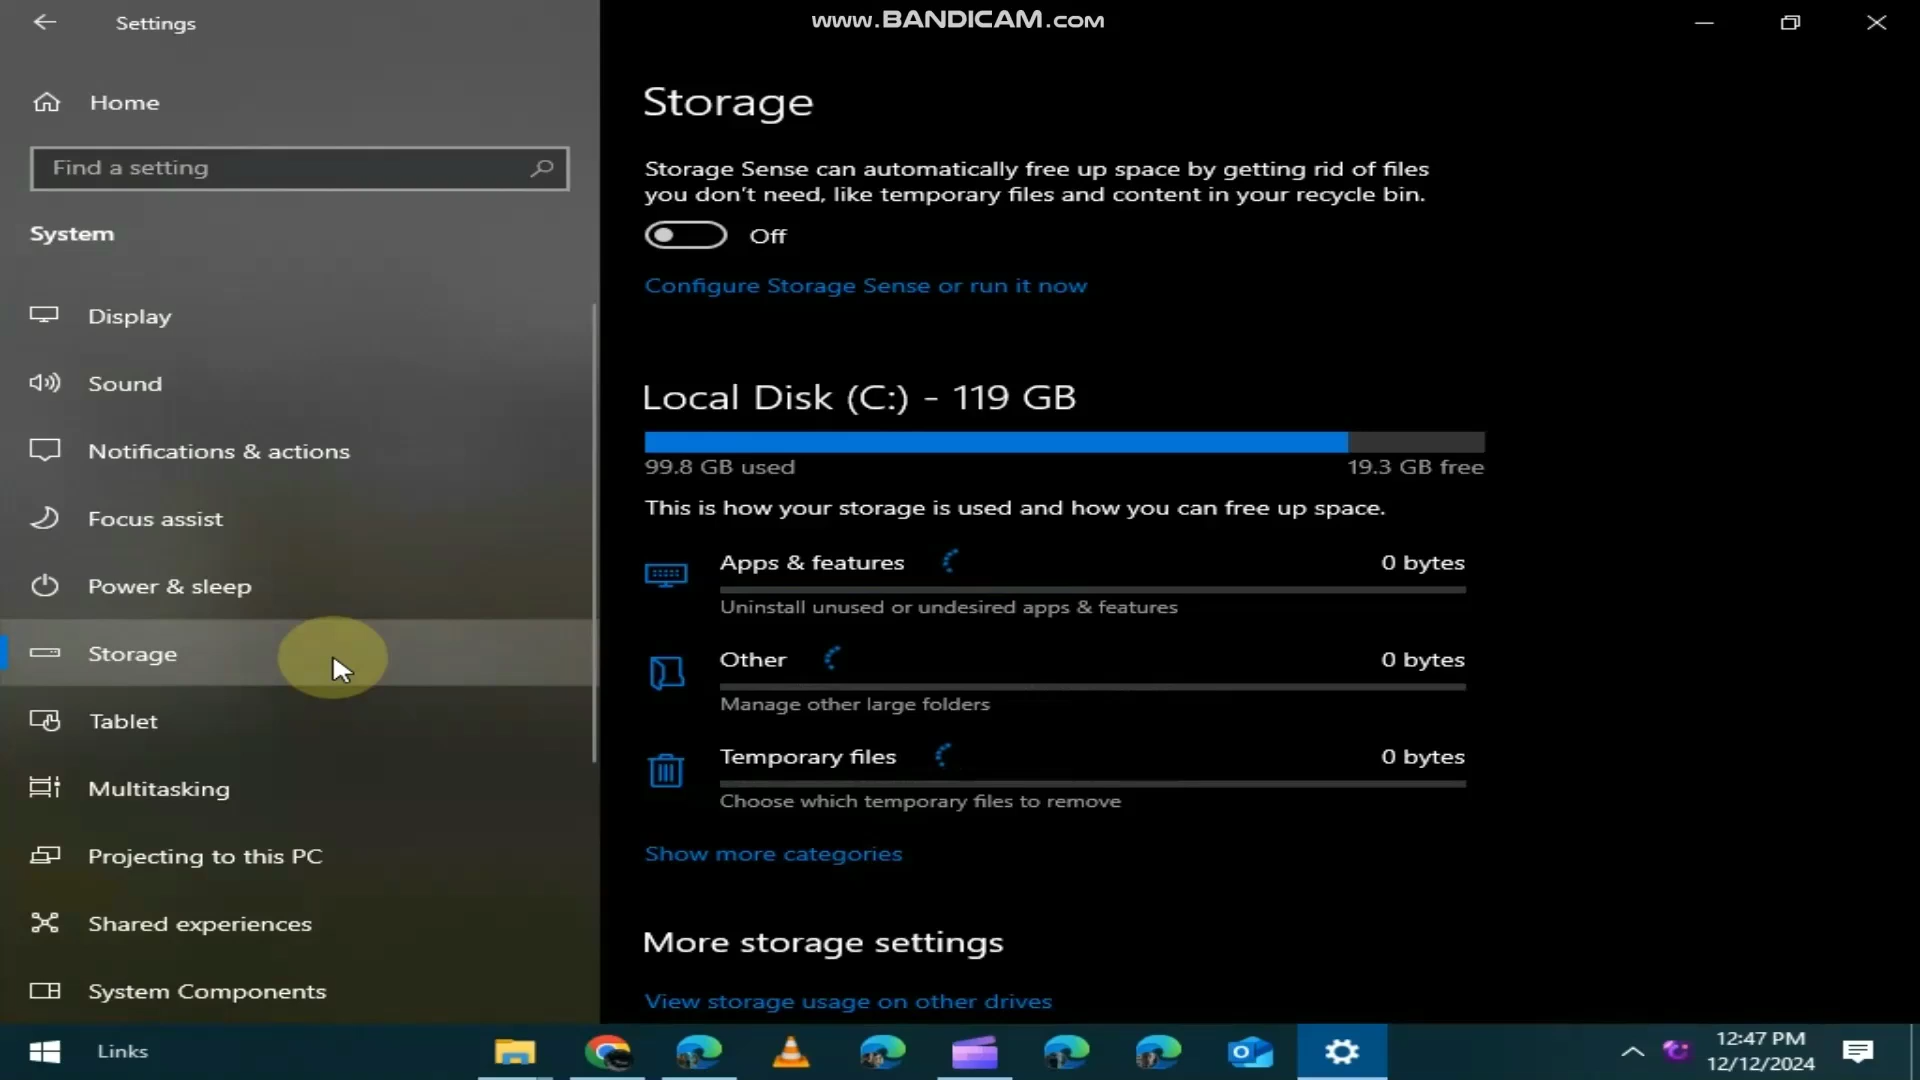 Settings
www.BANDICAM.com
Home
Find a setting
System
Display
Sound
Notifications & actions
Focus assist
Power & sleep
Storage
Tablet
Multitasking
Projecting to this PC
Shared experiences
System Components
Storage
Storage Sense can automatically free up space by getting rid of files
you don't need, like temporary files and content in your recycle bin.
Off
Configure Storage Sense or run it now
Local Disk (C:) - 119 GB
99.8 GB used
19.3 GB free
This is how your storage is used and how you can free up space.
Apps & features
0 bytes
Uninstall unused or undesired apps & features
Other
0 bytes
Manage other large folders
Temporary files
0 bytes
Choose which temporary files to remove
Show more categories
More storage settings
View storage usage on other drives
Links
12:47 PM
12/12/2024